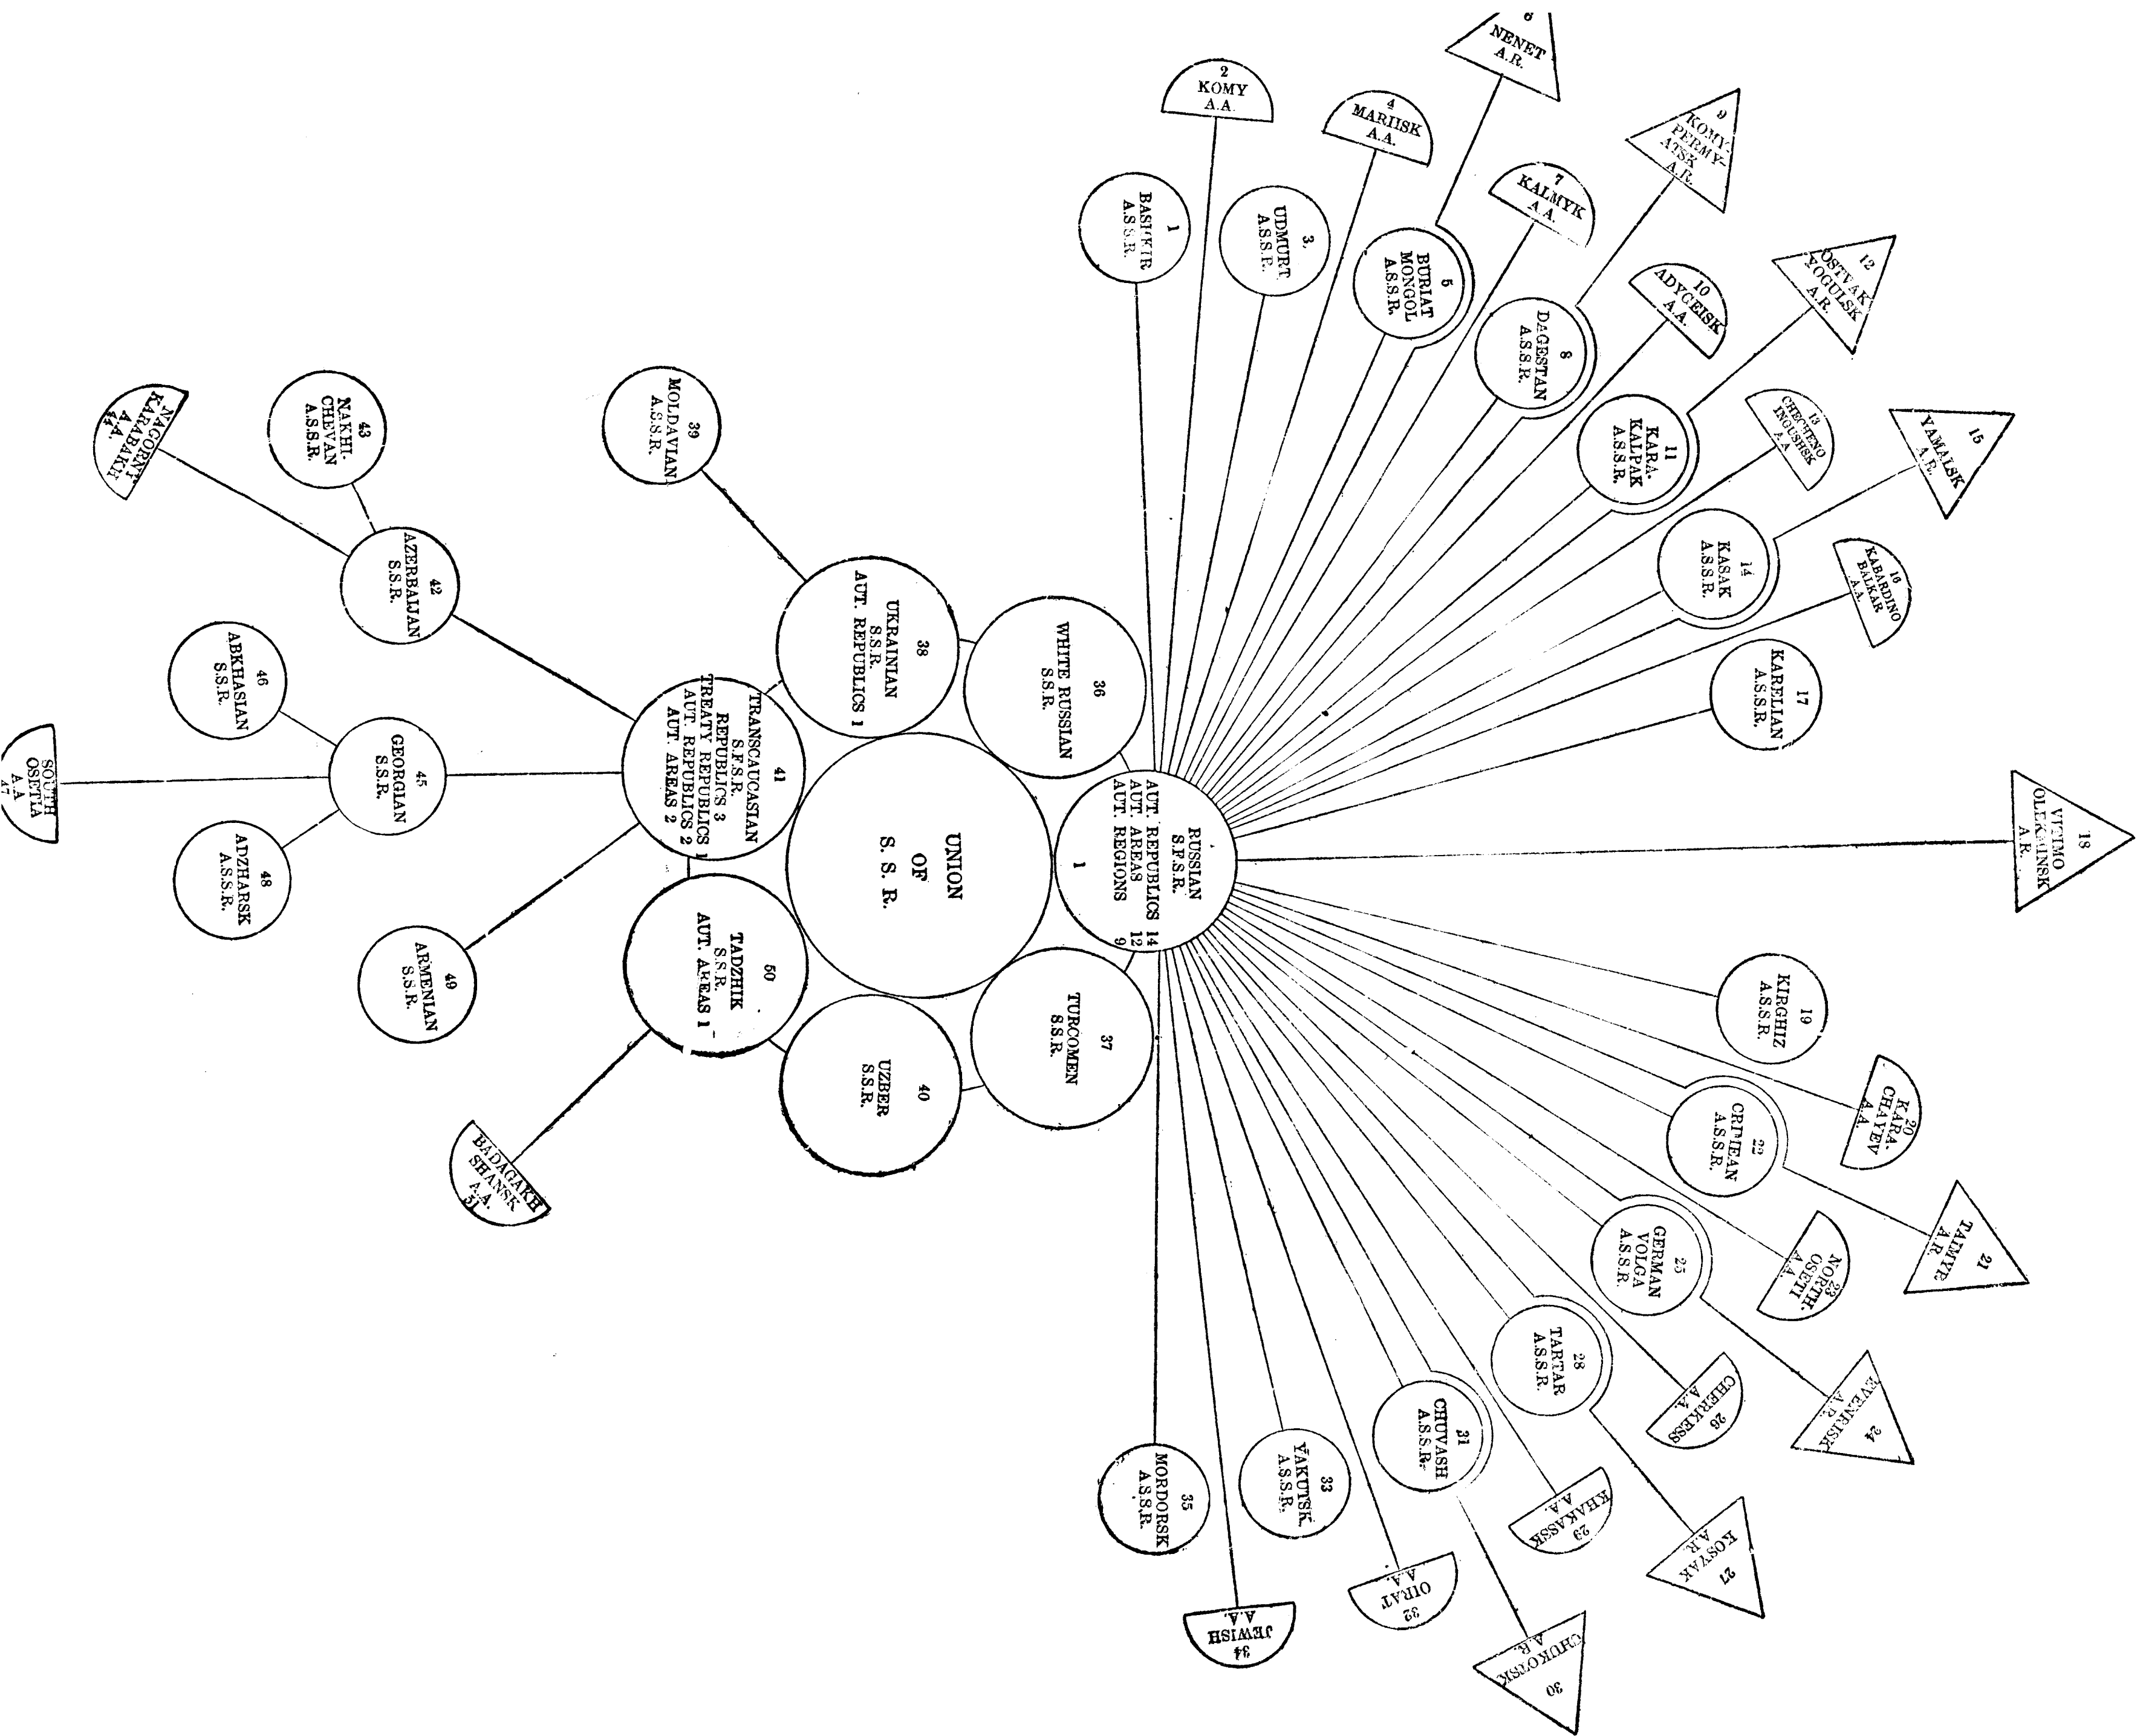 UNION
OF
S. S. R.
RUSSIAN
S.F.S.R.
AUT. REPUBLICS 14
AUT. AREAS 12
AUT. REGIONS 9
1
1
BASHKIR
A.S.S.R.
2
KOMY
A.A.
3.
UDMURT
A.S.S.R.
4
MARIISK
A.A.
5
BURIAT
MONGOL
A.S.S.R.
6
NENET
A.R.
7
KALMYK
A.A.
8
DAGESTAN
A.S.S.R.
9
KOMY-
PERMY-
ATSK
A.R.
10
ADYGEISK
A.A.
11
KARA-
KALPAK
A.S.S.R.
12
OSTVAK
VOGULSK
A.R.
13
CHECHENO
INGUSHSK
A.A
14
KASAK
A.S.S.R.
15
YAMALSK
A.R.
16
KABARDINO
BALKAR
A.A.
17
KARELIAN
A.S.S.R.
18
VITIMO
OLEKMINSK
A.R.
19
KIRGHIZ
A.S.S.R.
20
KARA-
CHAYEV
A.A.
21
TAIMYR
A.R.
22
CRIMEAN
A.S.S.R.
23
NORTH.
OSETI
A.A.
24
EVENKISK
A.R.
25
GERMAN
VOLGA
A.S.S.R.
26
CHERKESS
A.A.
27
KOSYAK
A.R.
28
TARTAR
A.S.S.R.
29
KHAKASSK
A.A.
30
CHUKOTSK
A.R.
31
CHUVASH
A.S.S.R.
32
OIRAT
A.A.
33
YAKUTSK.
A.S.S.R.
34
JEWISH
A.A.
35
MORDORSK
A.S.S.R.
36
WHITE RUSSIAN
S.S.R.
37
TURCOMEN
S.S.R.
38
UKRAINIAN
S.S.R.
AUT. REPUBLICS 1
39
MOLDAVIAN
A.S.S.R.
40
UZBER
S.S.R.
41
TRANSCAUCASIAN
S.F.S.R.
REPUBLICS 3
TREATY REPUBLICS 1
AUT. REPUBLICS 2
AUT. AREAS 2
42
AZERBAIJAN
S.S.R.
43
NAKHI-
CHEVAN
A.S.S.R.
NAGORNY
KARABAKH
A.A.
44
45
GEORGIAN
S.S.R.
46
ABKHASIAN
S.S.R.
SOUTH
OSETIA
A.A
47
48
ADZHARSK
A.S.S.R.
49
ARMENIAN
S.S.R.
50
TADZHIK
S.S.R.
AUT. AREAS 1
BADAGAKH
SHANSK
A.A.
51